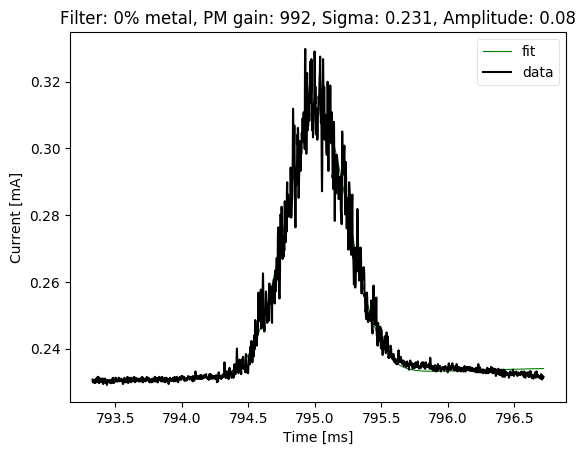 Filter: 0% metal, PM gain: 992, Sigma: 0.231, Amplitude: 0.08
fit
data
Current [mA]
0.32
0.30
0.28
0.26
0.24
793.5 794.0 794.5 795.0 795.5 796.0 796.5
Time [ms]